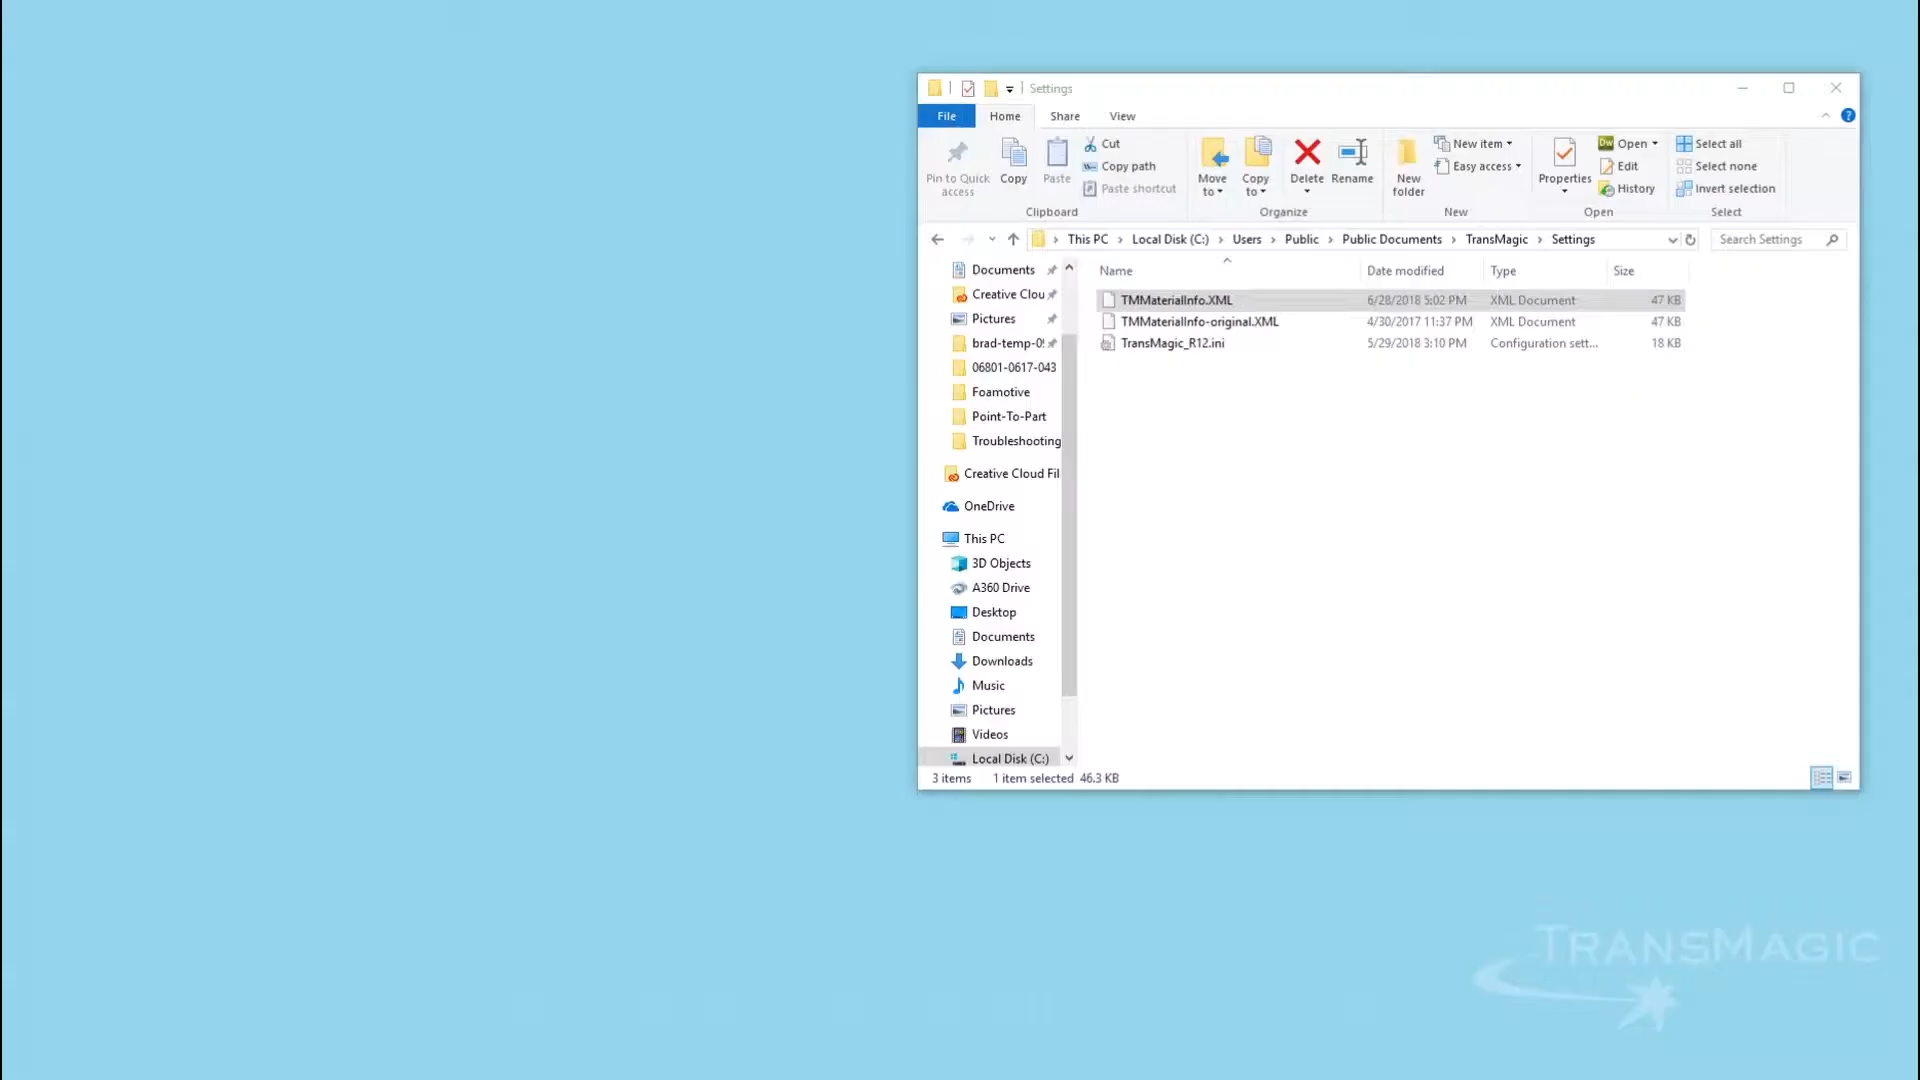 Settings
File Home Share View
Pin to Quick access
Copy
Paste
Cut
Copy path
Paste shortcut
Clipboard
Move to
Copy to
Delete
Rename
Organize
New folder
New item
Easy access
New
Properties
Open
Edit
History
Open
Select all
Select none
Invert selection
Select
This PC Local Disk (C:) Users Public Public Documents TransMagic Settings
Search Settings
Documents
Creative Clou
Pictures
brad-temp-0
06801-0617-043
Foamotive
Point-To-Part
Troubleshooting
Creative Cloud Fil
OneDrive
This PC
3D Objects
A360 Drive
Desktop
Documents
Downloads
Music
Pictures
Videos
Local Disk (C:)
Name Date modified Type Size
TMMaterialInfo.XML 6/28/2018 5:02 PM XML Document 47 KB
TMMaterialInfo-original.XML 4/30/2017 11:37 PM XML Document 47 KB
TransMagic_R12.ini 5/29/2018 3:10 PM Configuration sett... 18 KB
3 items 1 item selected 46.3 KB
TRANSMAGIC